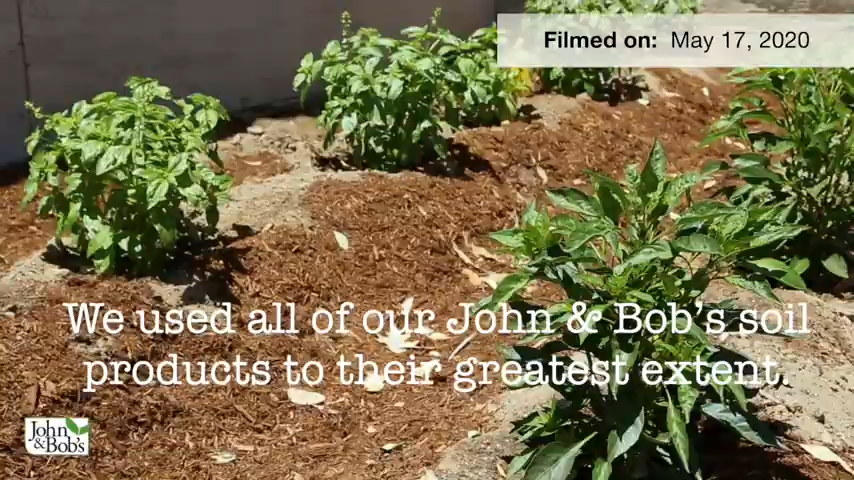 Filmed on: May 17, 2020
We used all of our John & Bob's soil
products to their greatest extent.
John
& Bob's